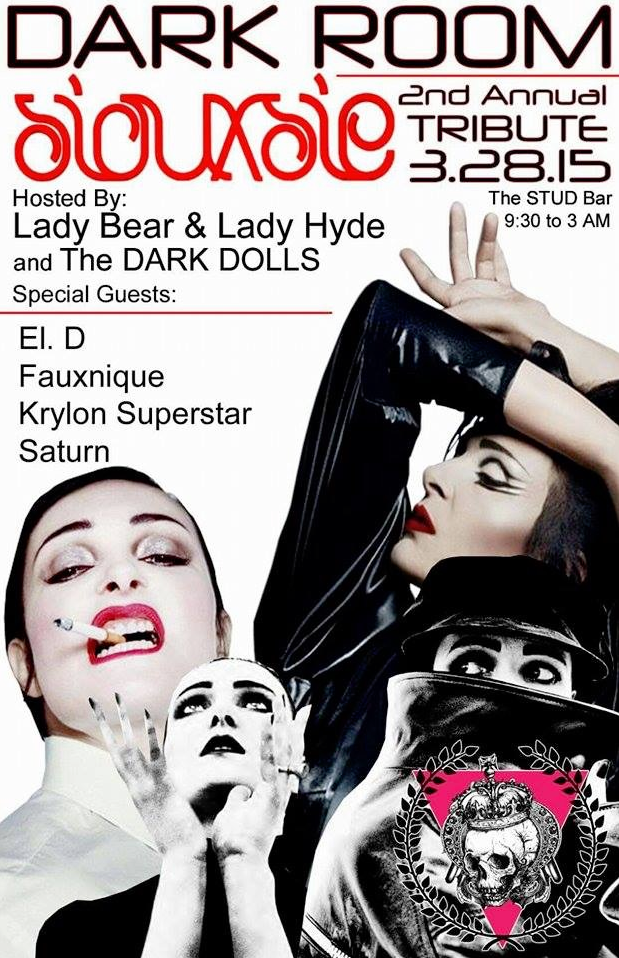 DARK ROOM
siouxsie
2nd Annual
TRIBUTE
3.28.15
Hosted By:
Lady Bear & Lady Hyde
and The DARK DOLLS
The STUD Bar
9:30 to 3 AM
Special Guests:
El. D
Fauxnique
Krylon Superstar
Saturn